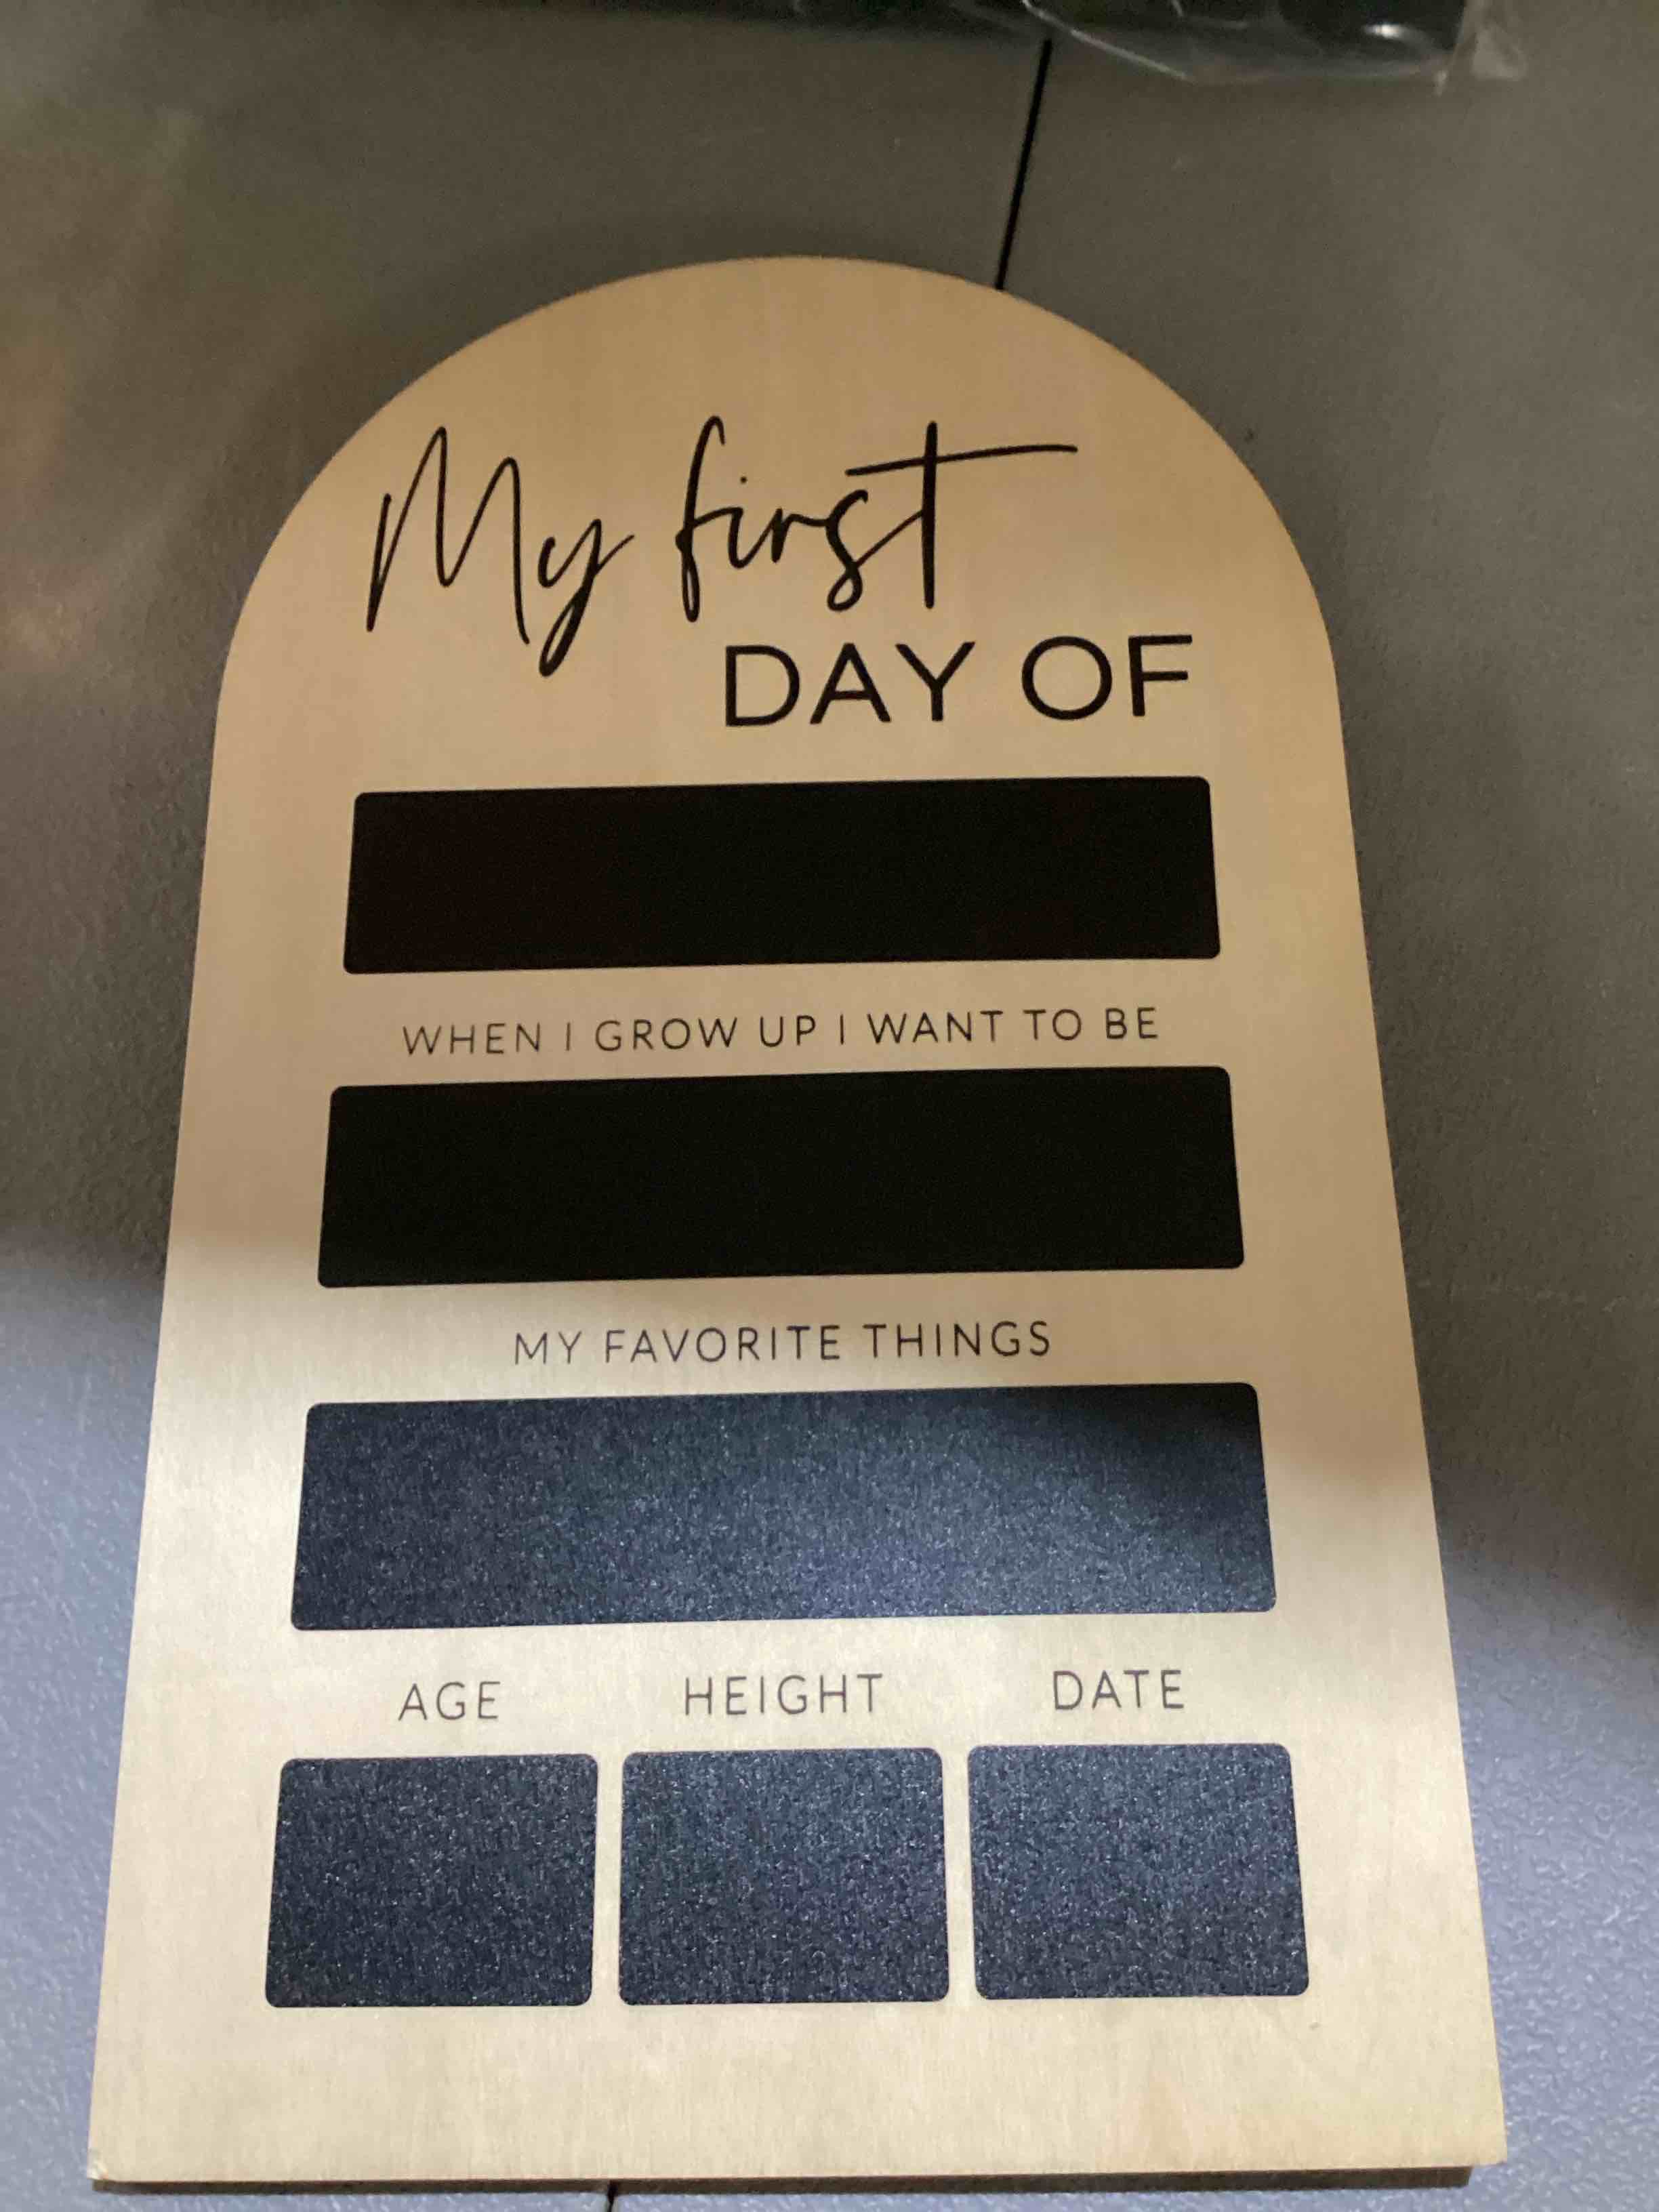 My first
DAY OF
WHEN I GROW UP I WANT TO BE
MY FAVORITE THINGS
AGE HEIGHT DATE